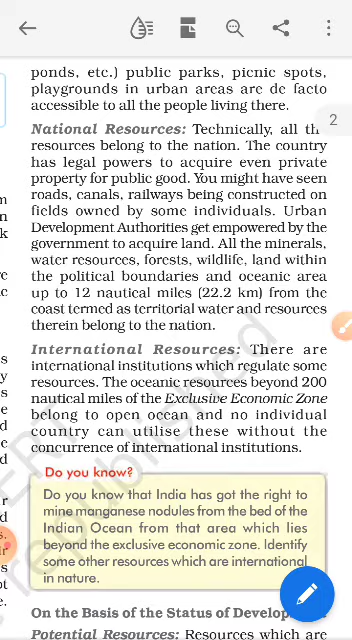 ponds, etc.) public parks, picnic spots,
playgrounds in urban areas are de facto
accessible to all the people living there.
2
National Resources: Technically, all th
resources belong to the nation. The country
has legal powers to acquire even private
property for public good. You might have seen
roads, canals, railways being constructed on
fields owned by some individuals. Urban
Development Authorities get empowered by the
government to acquire land. All the minerals,
water resources, forests, wildlife, land within
the political boundaries and oceanic area
up to 12 nautical miles (22.2 km) from the
coast termed as territorial water and resources
therein belong to the nation.
International Resources: There are
international institutions which regulate some
resources. The oceanic resources beyond 200
nautical miles of the Exclusive Economic Zone
belong to open ocean and no individual
country can utilise these without the
concurrence of international institutions.
Do you know?
Do you know that India has got the right to
mine manganese nodules from the bed of the
Indian Ocean from that area which lies
beyond the exclusive economic zone. Identify
some other resources which are international
in nature.
On the Basis of the Status of Develop
Potential Resources: Resources which are